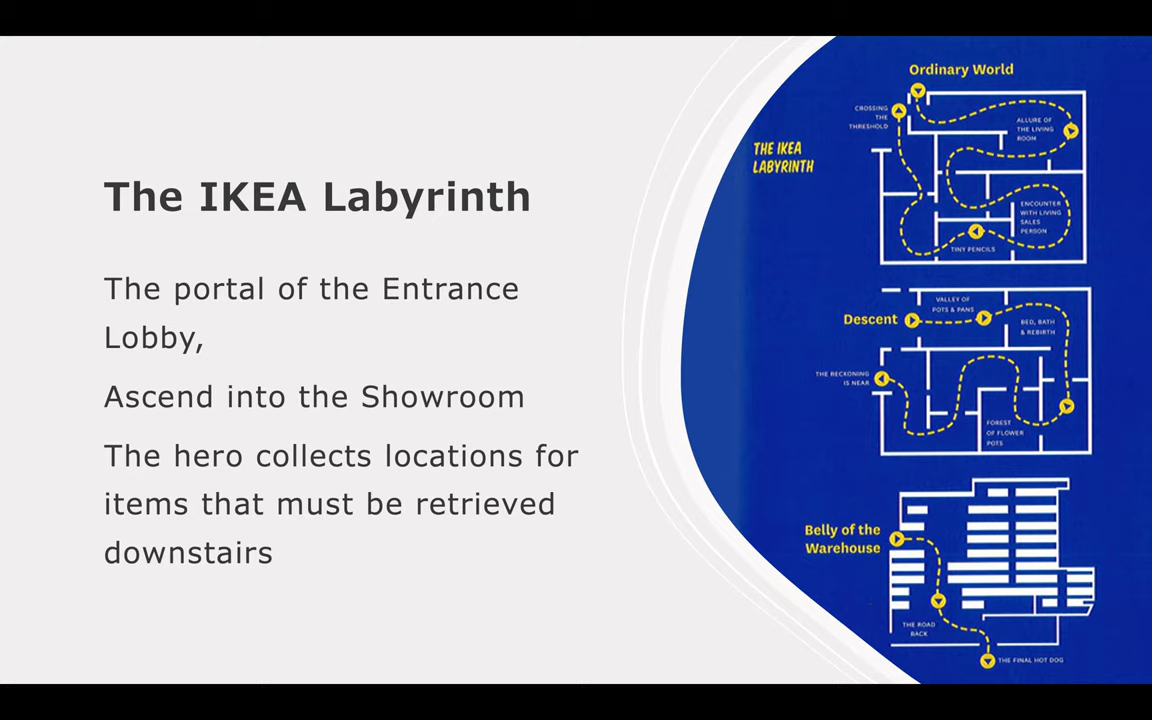 The IKEA Labyrinth
The portal of the Entrance
Lobby,
Ascend into the Showroom
The hero collects locations for
items that must be retrieved
downstairs
THE IKEA
LABYRINTH
Ordinary World
CROSSING
THE
THRESHOLD
ALLURE OF
THE LIVING
ROOM
ENCOUNTER
WITH LIVING
SALES
PERSON
TINY PENCILS
Descent
VALLEY OF
POTS & PANS
BED, BATH
& REBIRTH
THE RECKONING
IS NEAR
FOREST
OF FLOWER
POTS
Belly of the
Warehouse
THE ROAD
BACK
THE FINAL HOT DOG